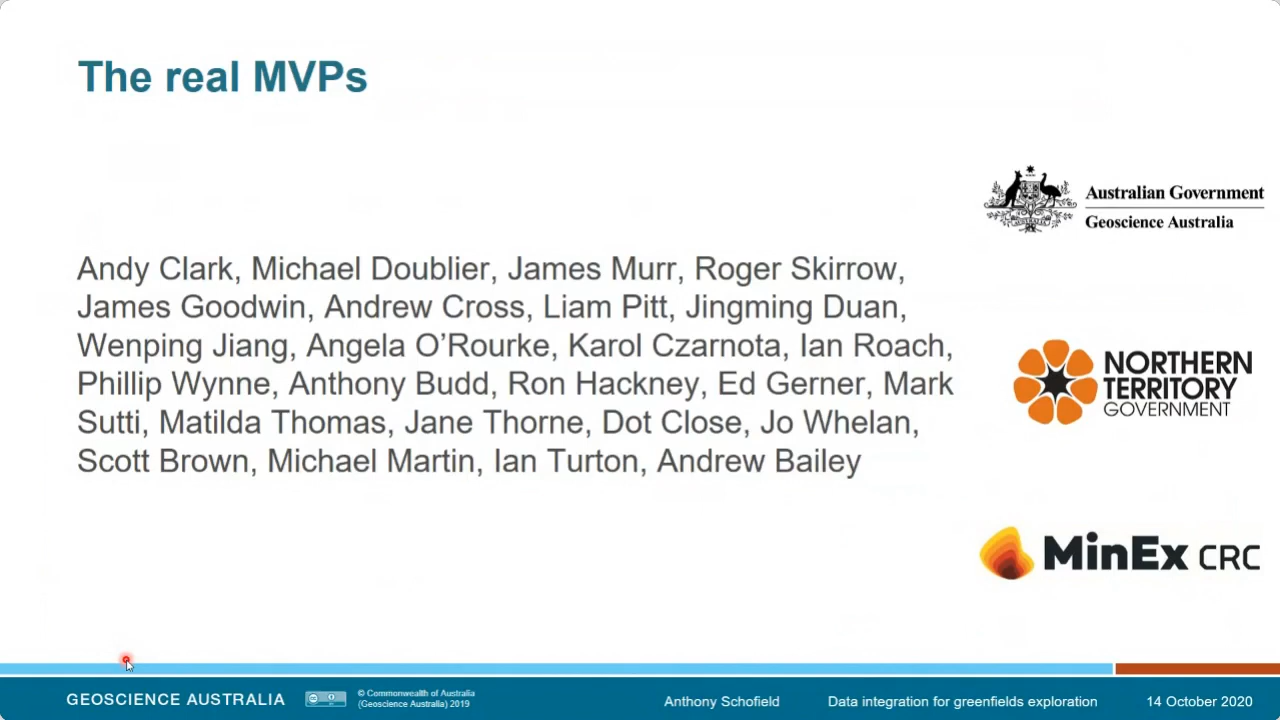 The real MVPs
Australian Government
Geoscience Australia
Andy Clark, Michael Doublier, James Murr, Roger Skirrow,
James Goodwin, Andrew Cross, Liam Pitt, Jingming Duan,
Wenping Jiang, Angela O’Rourke, Karol Czarnota, Ian Roach,
Phillip Wynne, Anthony Budd, Ron Hackney, Ed Gerner, Mark
Sutti, Matilda Thomas, Jane Thorne, Dot Close, Jo Whelan,
Scott Brown, Michael Martin, Ian Turton, Andrew Bailey
NORTHERN
TERRITORY
GOVERNMENT
MinEx CRC
GEOSCIENCE AUSTRALIA
© Commonwealth of Australia
(Geoscience Australia) 2019
Anthony Schofield
Data integration for greenfields exploration
14 October 2020